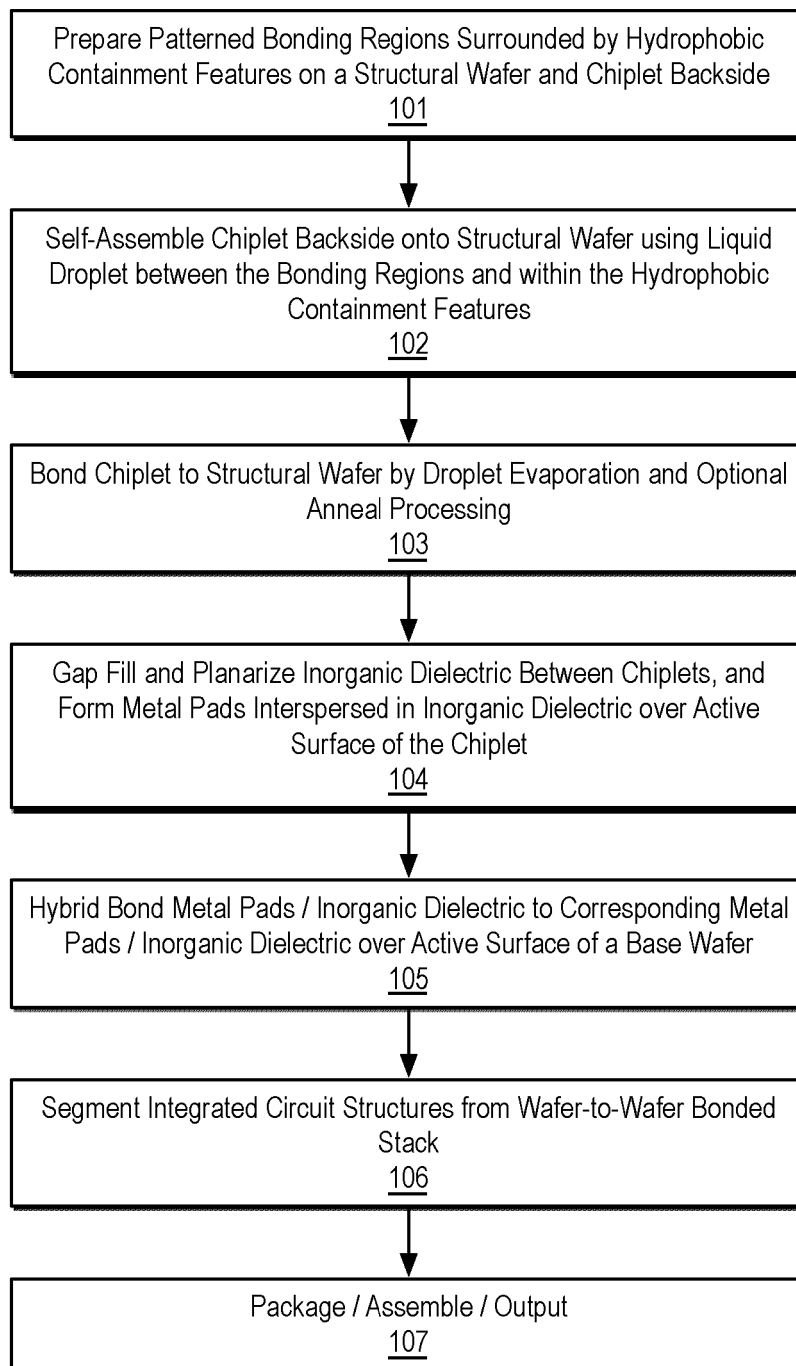 Prepare Patterned Bonding Regions Surrounded by Hydrophobic
Containment Features on a Structural Wafer and Chiplet Backside
101
Self-Assemble Chiplet Backside onto Structural Wafer using Liquid
Droplet between the Bonding Regions and within the Hydrophobic
Containment Features
102
Bond Chiplet to Structural Wafer by Droplet Evaporation and Optional
Anneal Processing
103
Gap Fill and Planarize Inorganic Dielectric Between Chiplets, and
Form Metal Pads Interspersed in Inorganic Dielectric over Active
Surface of the Chiplet
104
Hybrid Bond Metal Pads / Inorganic Dielectric to Corresponding Metal
Pads / Inorganic Dielectric over Active Surface of a Base Wafer
105
Segment Integrated Circuit Structures from Wafer-to-Wafer Bonded
Stack
106
Package / Assemble / Output
107